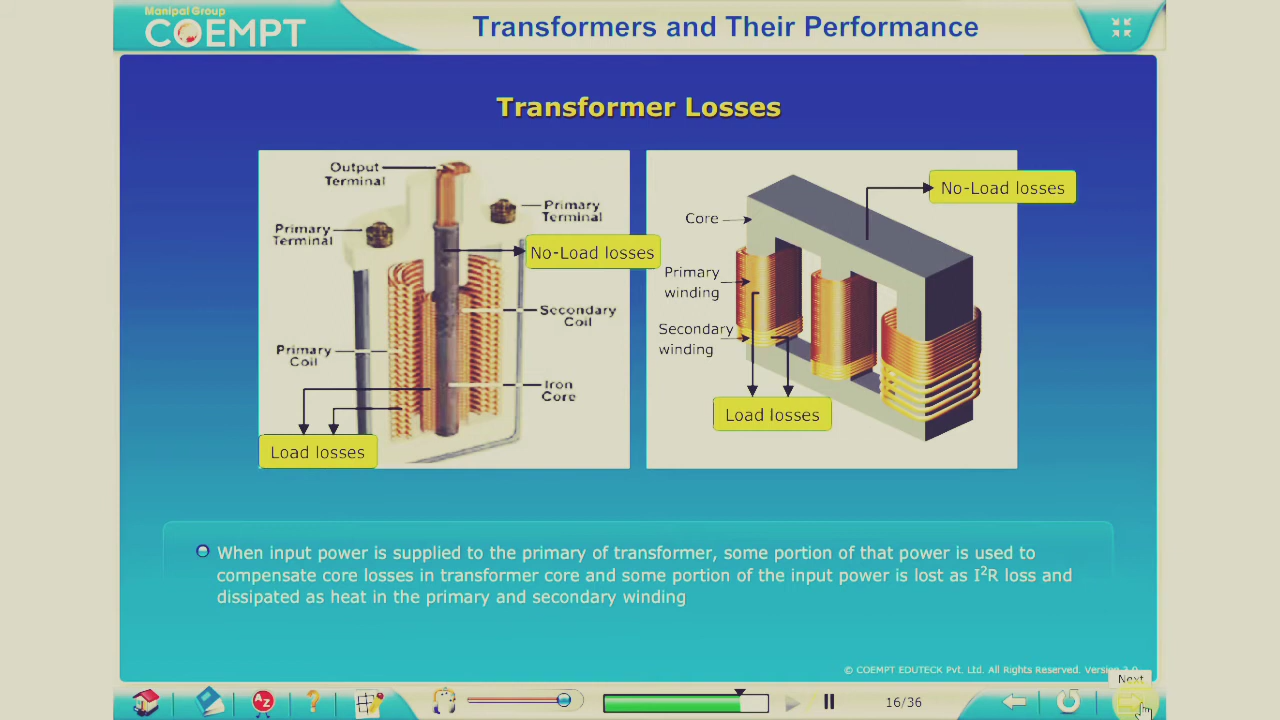 Manipal Group
COEMPT
Transformers and Their Performance
Transformer Losses
Output
Terminal
Primary
Terminal
Primary
Terminal
No-Load losses
Secondary
Coil
Primary
Coil
Iron
Core
Load losses
No-Load losses
Core
Primary
winding
Secondary
winding
Load losses
When input power is supplied to the primary of transformer, some portion of that power is used to
compensate core losses in transformer core and some portion of the input power is lost as I²R loss and
dissipated as heat in the primary and secondary winding
© COEMPT EDUTECK Pvt. Ltd. All Rights Reserved. Version 3.0
Next
AZ
?
16/36